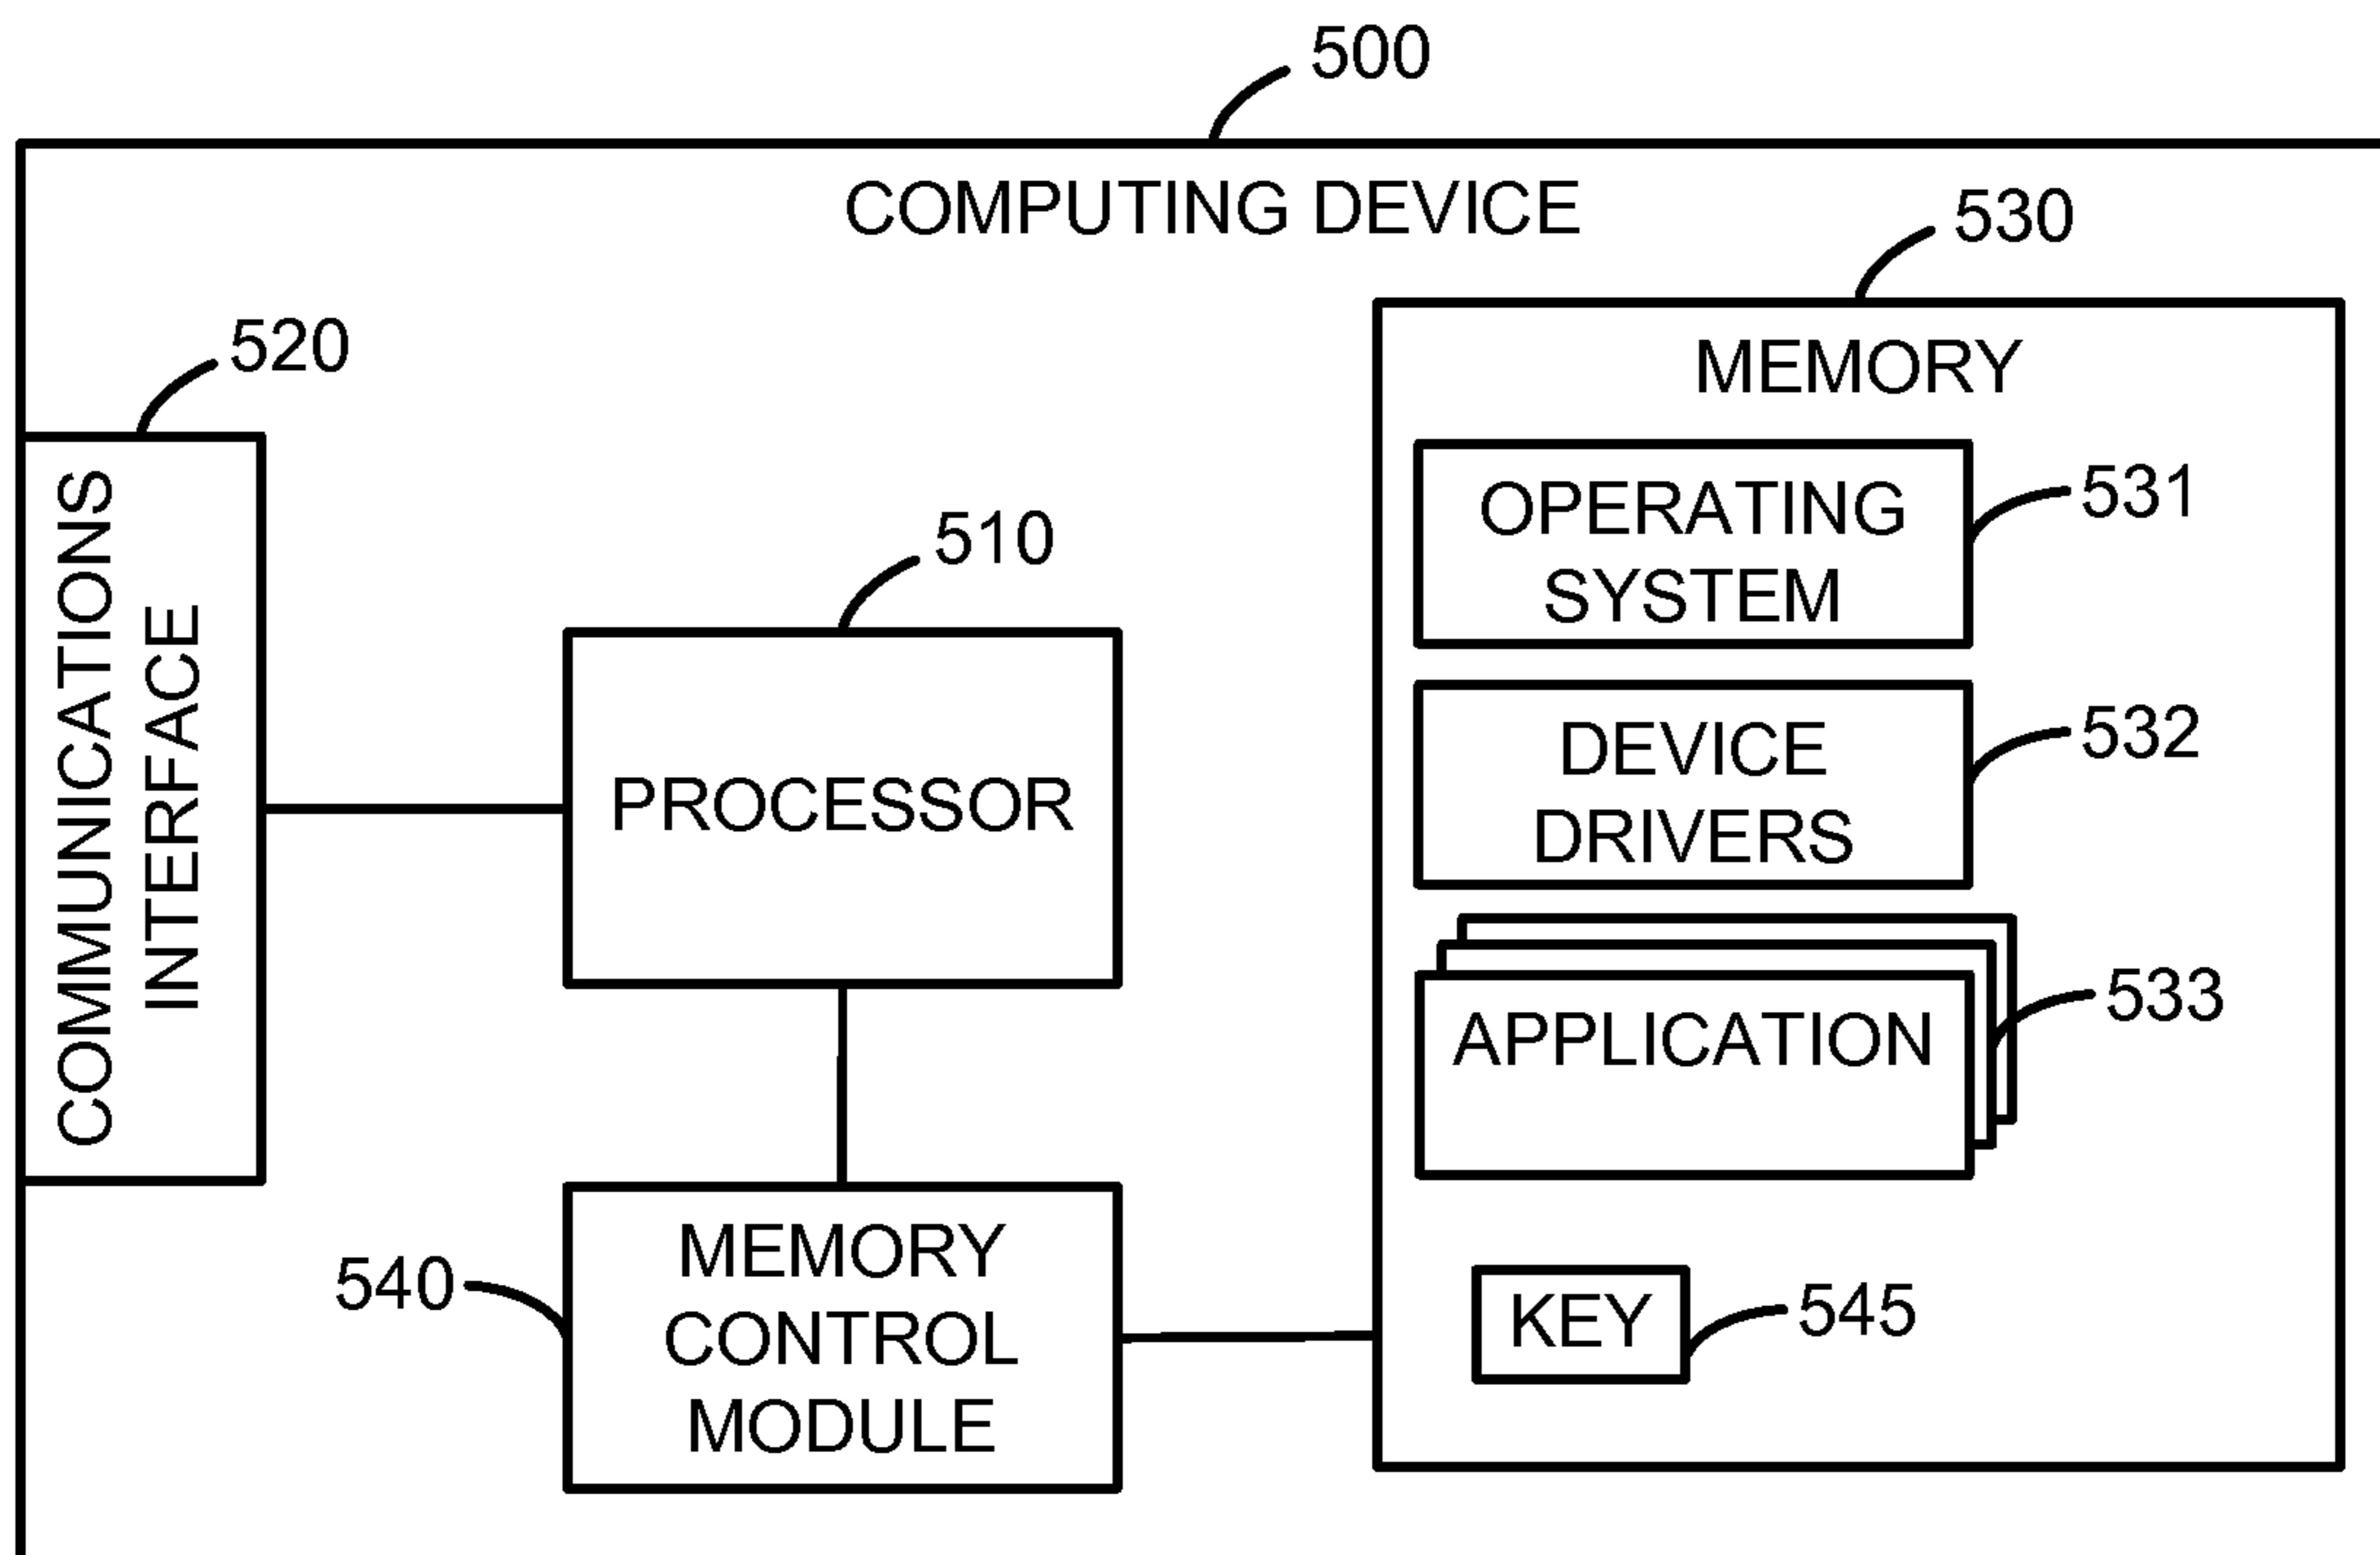 500
COMPUTING DEVICE
530
520
MEMORY
COMMUNICATIONS
INTERFACE
510
PROCESSOR
OPERATING
SYSTEM
531
DEVICE
DRIVERS
532
APPLICATION
533
540
MEMORY
CONTROL
MODULE
KEY
545